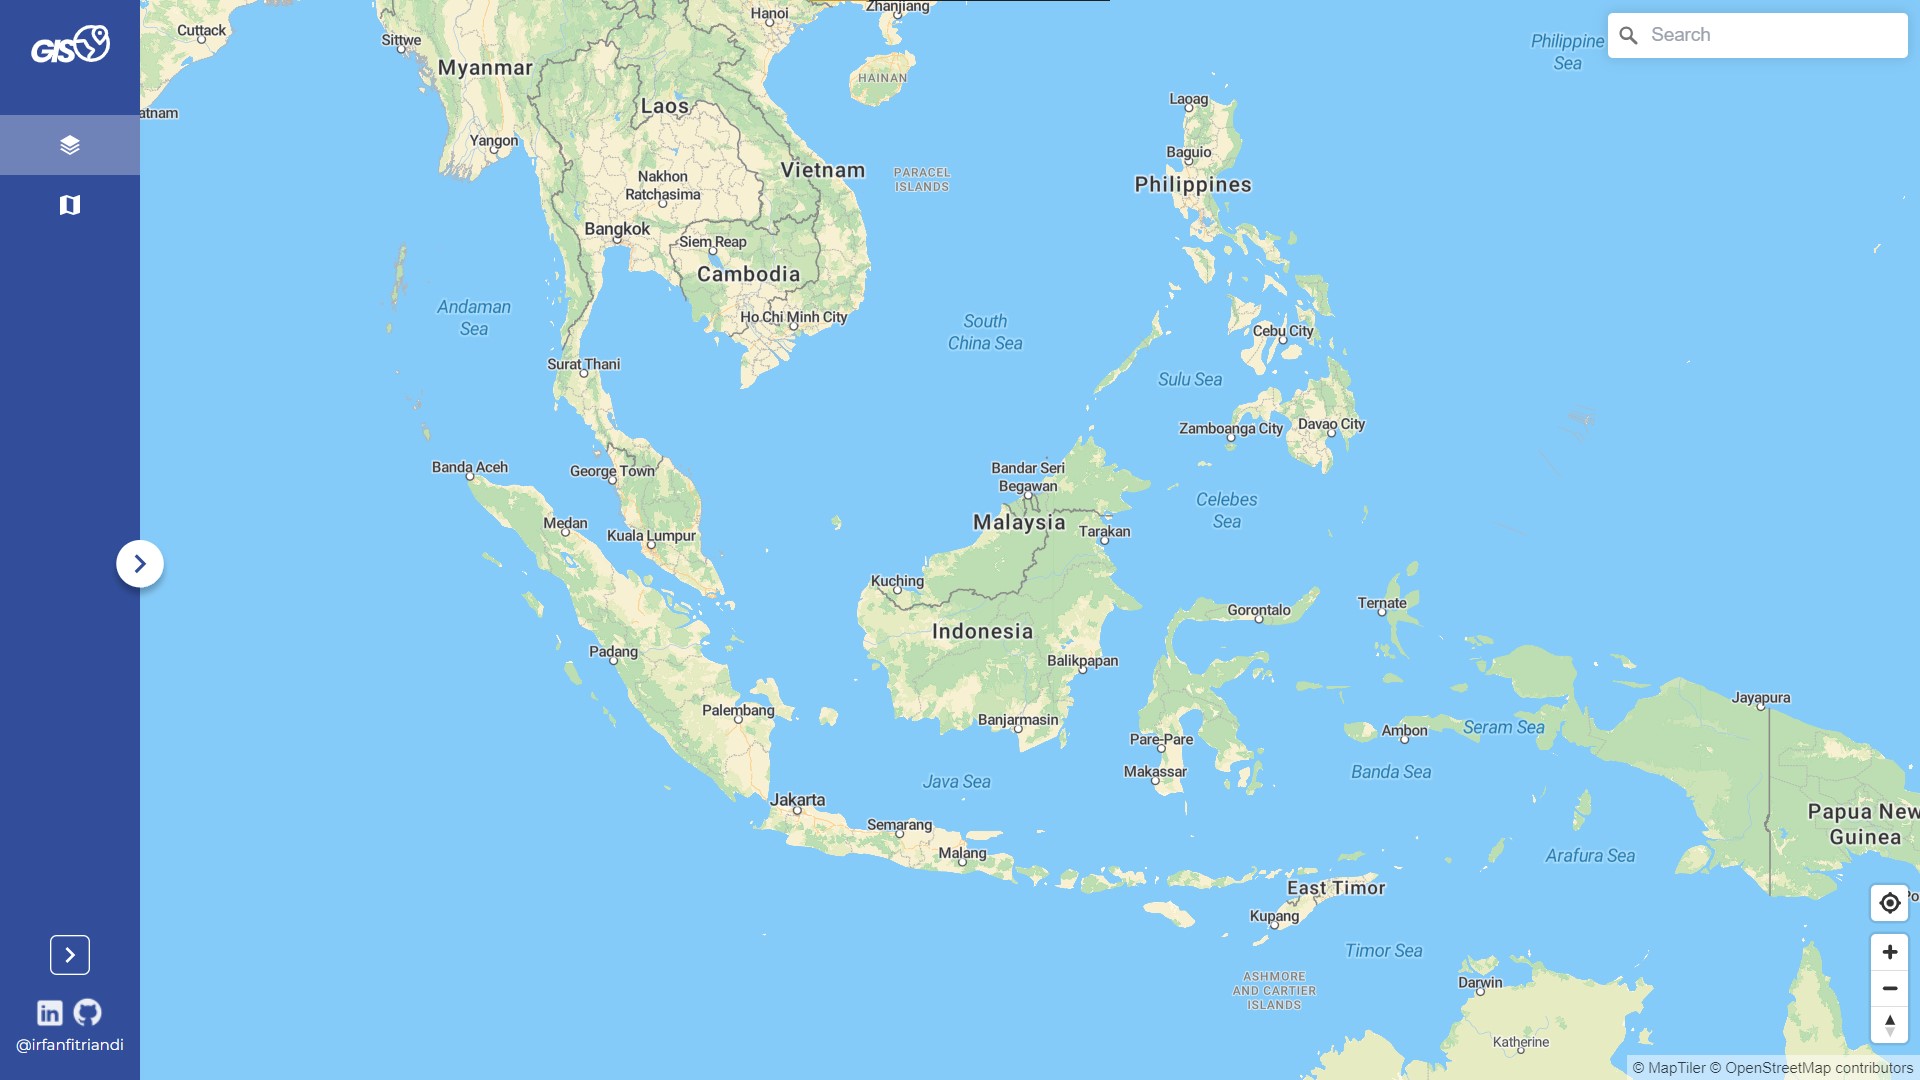 GIS
Cuttack
atnam
Sittwe
Myanmar
Yangon
Hanoi
Zhanjiang
HAINAN
Laos
Nakhon
Ratchasima
Vietnam
PARACEL
ISLANDS
Bangkok
Siem Reap
Cambodia
Ho Chi Minh City
Andaman
Sea
South
China Sea
Surat Thani
Laoag
Baguio
Philippines
Philippine
Sea
Search
Cebu City
Sulu Sea
Zamboanga City
Davao City
Banda Aceh
George Town
Medan
Kuala Lumpur
Bandar Seri
Begawan
Malaysia
Tarakan
Celebes
Sea
Kuching
Indonesia
Gorontalo
Ternate
Padang
Balikpapan
Palembang
Banjarmasin
Pare-Pare
Makassar
Ambon
Seram Sea
Jayapura
Java Sea
Banda Sea
Jakarta
Semarang
Malang
Arafura Sea
Papua New
Guinea
East Timor
Kupang
Po
Timor Sea
ASHMORE
AND CARTIER
ISLANDS
Darwin
Katherine
in
@irfanfitriandi
© MapTiler © OpenStreetMap contributors